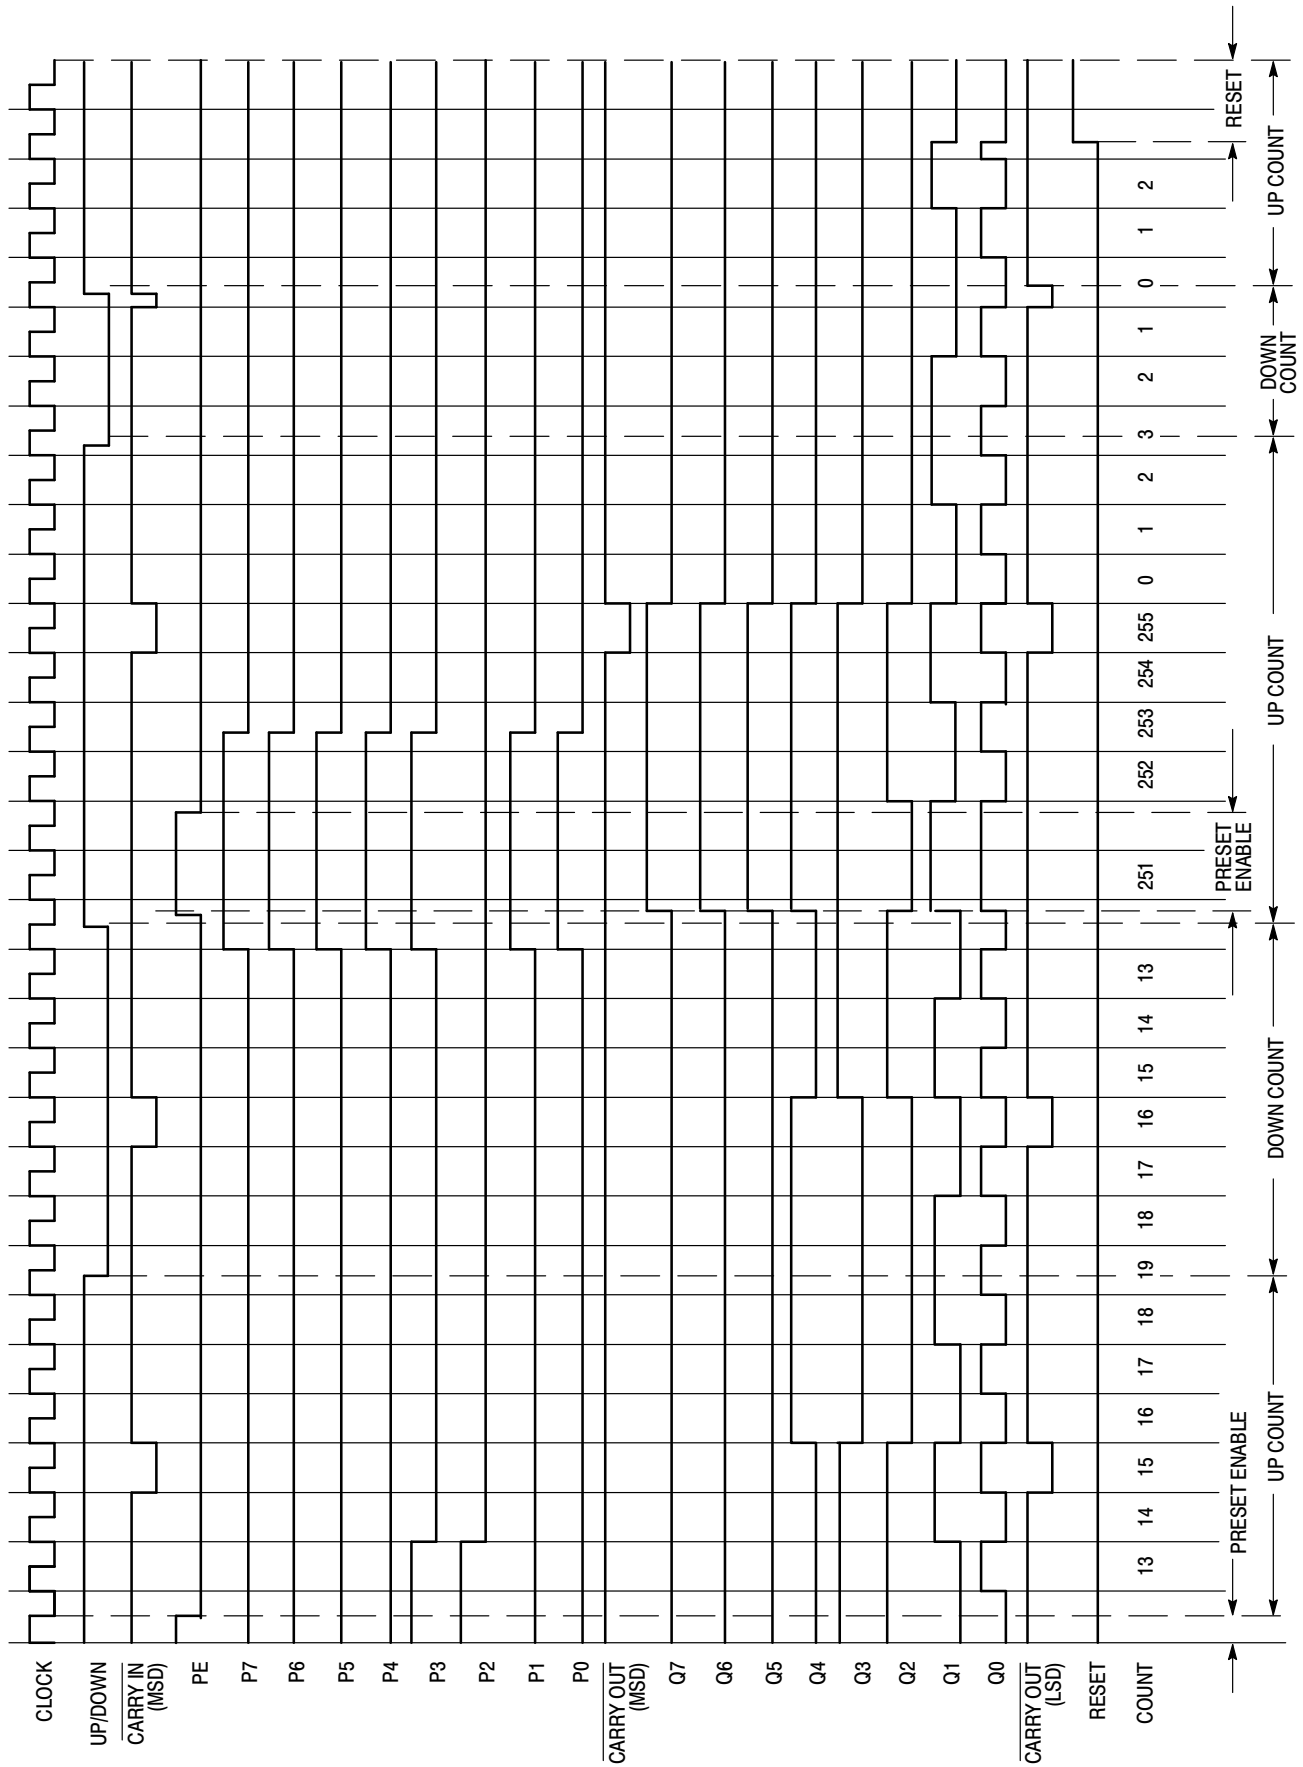 CLOCK
UP/DOWN
CARRY IN
(MSD)
PE
P7
P6
P5
P4
P3
P2
P1
P0
CARRY OUT
(MSD)
Q7
Q6
Q5
Q4
Q3
Q2
Q1
Q0
CARRY OUT
(LSD)
RESET
COUNT
13
14
15
16
17
18
19
18
17
16
15
14
13
251
252
253
254
255
0
1
2
3
2
1
0
1
2
PRESET ENABLE
PRESET
ENABLE
RESET
UP COUNT
DOWN COUNT
UP COUNT
DOWN
COUNT
UP COUNT